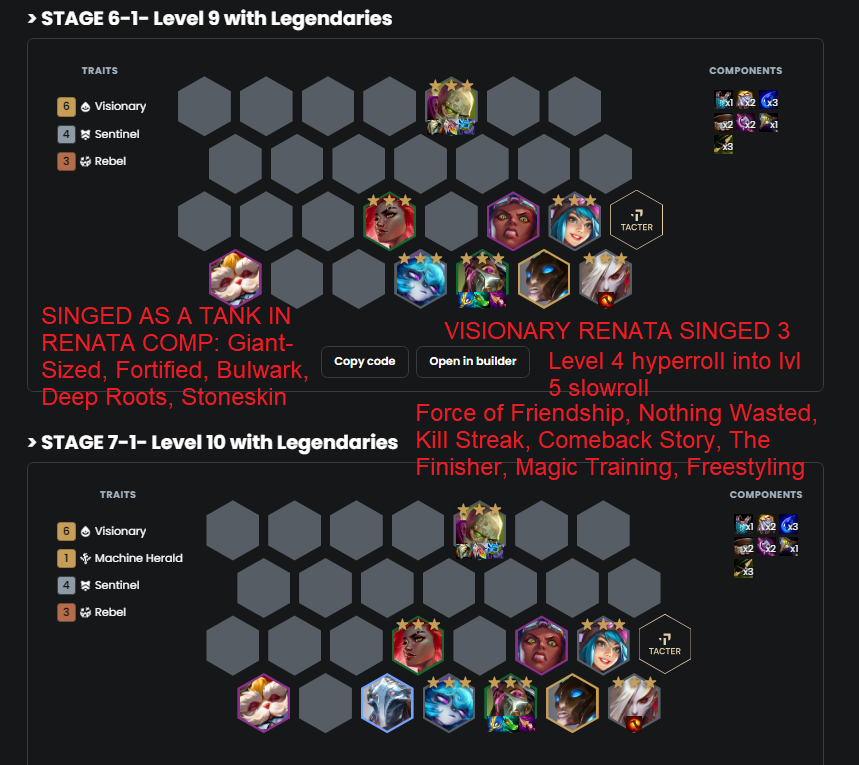 > STAGE 6-1- Level 9 with Legendaries
TRAITS
COMPONENTS
6 Visionary
4 Sentinel
3 Rebel
x1 x2 x3
x2 x2 x1
x3
TACTER
SINGED AS A TANK IN
RENATA COMP: Giant-
Sized, Fortified, Bulwark,
Deep Roots, Stoneskin
Copy code
Open in builder
VISIONARY RENATA SINGED 3
Level 4 hyperroll into lvl
5 slowroll
Force of Friendship, Nothing Wasted,
Kill Streak, Comeback Story, The
Finisher, Magic Training, Freestyling
> STAGE 7-1- Level 10 with Legendaries
TRAITS
COMPONENTS
6 Visionary
1 Machine Herald
4 Sentinel
3 Rebel
x1 x2 x3
x2 x2 x1
x3
TACTER